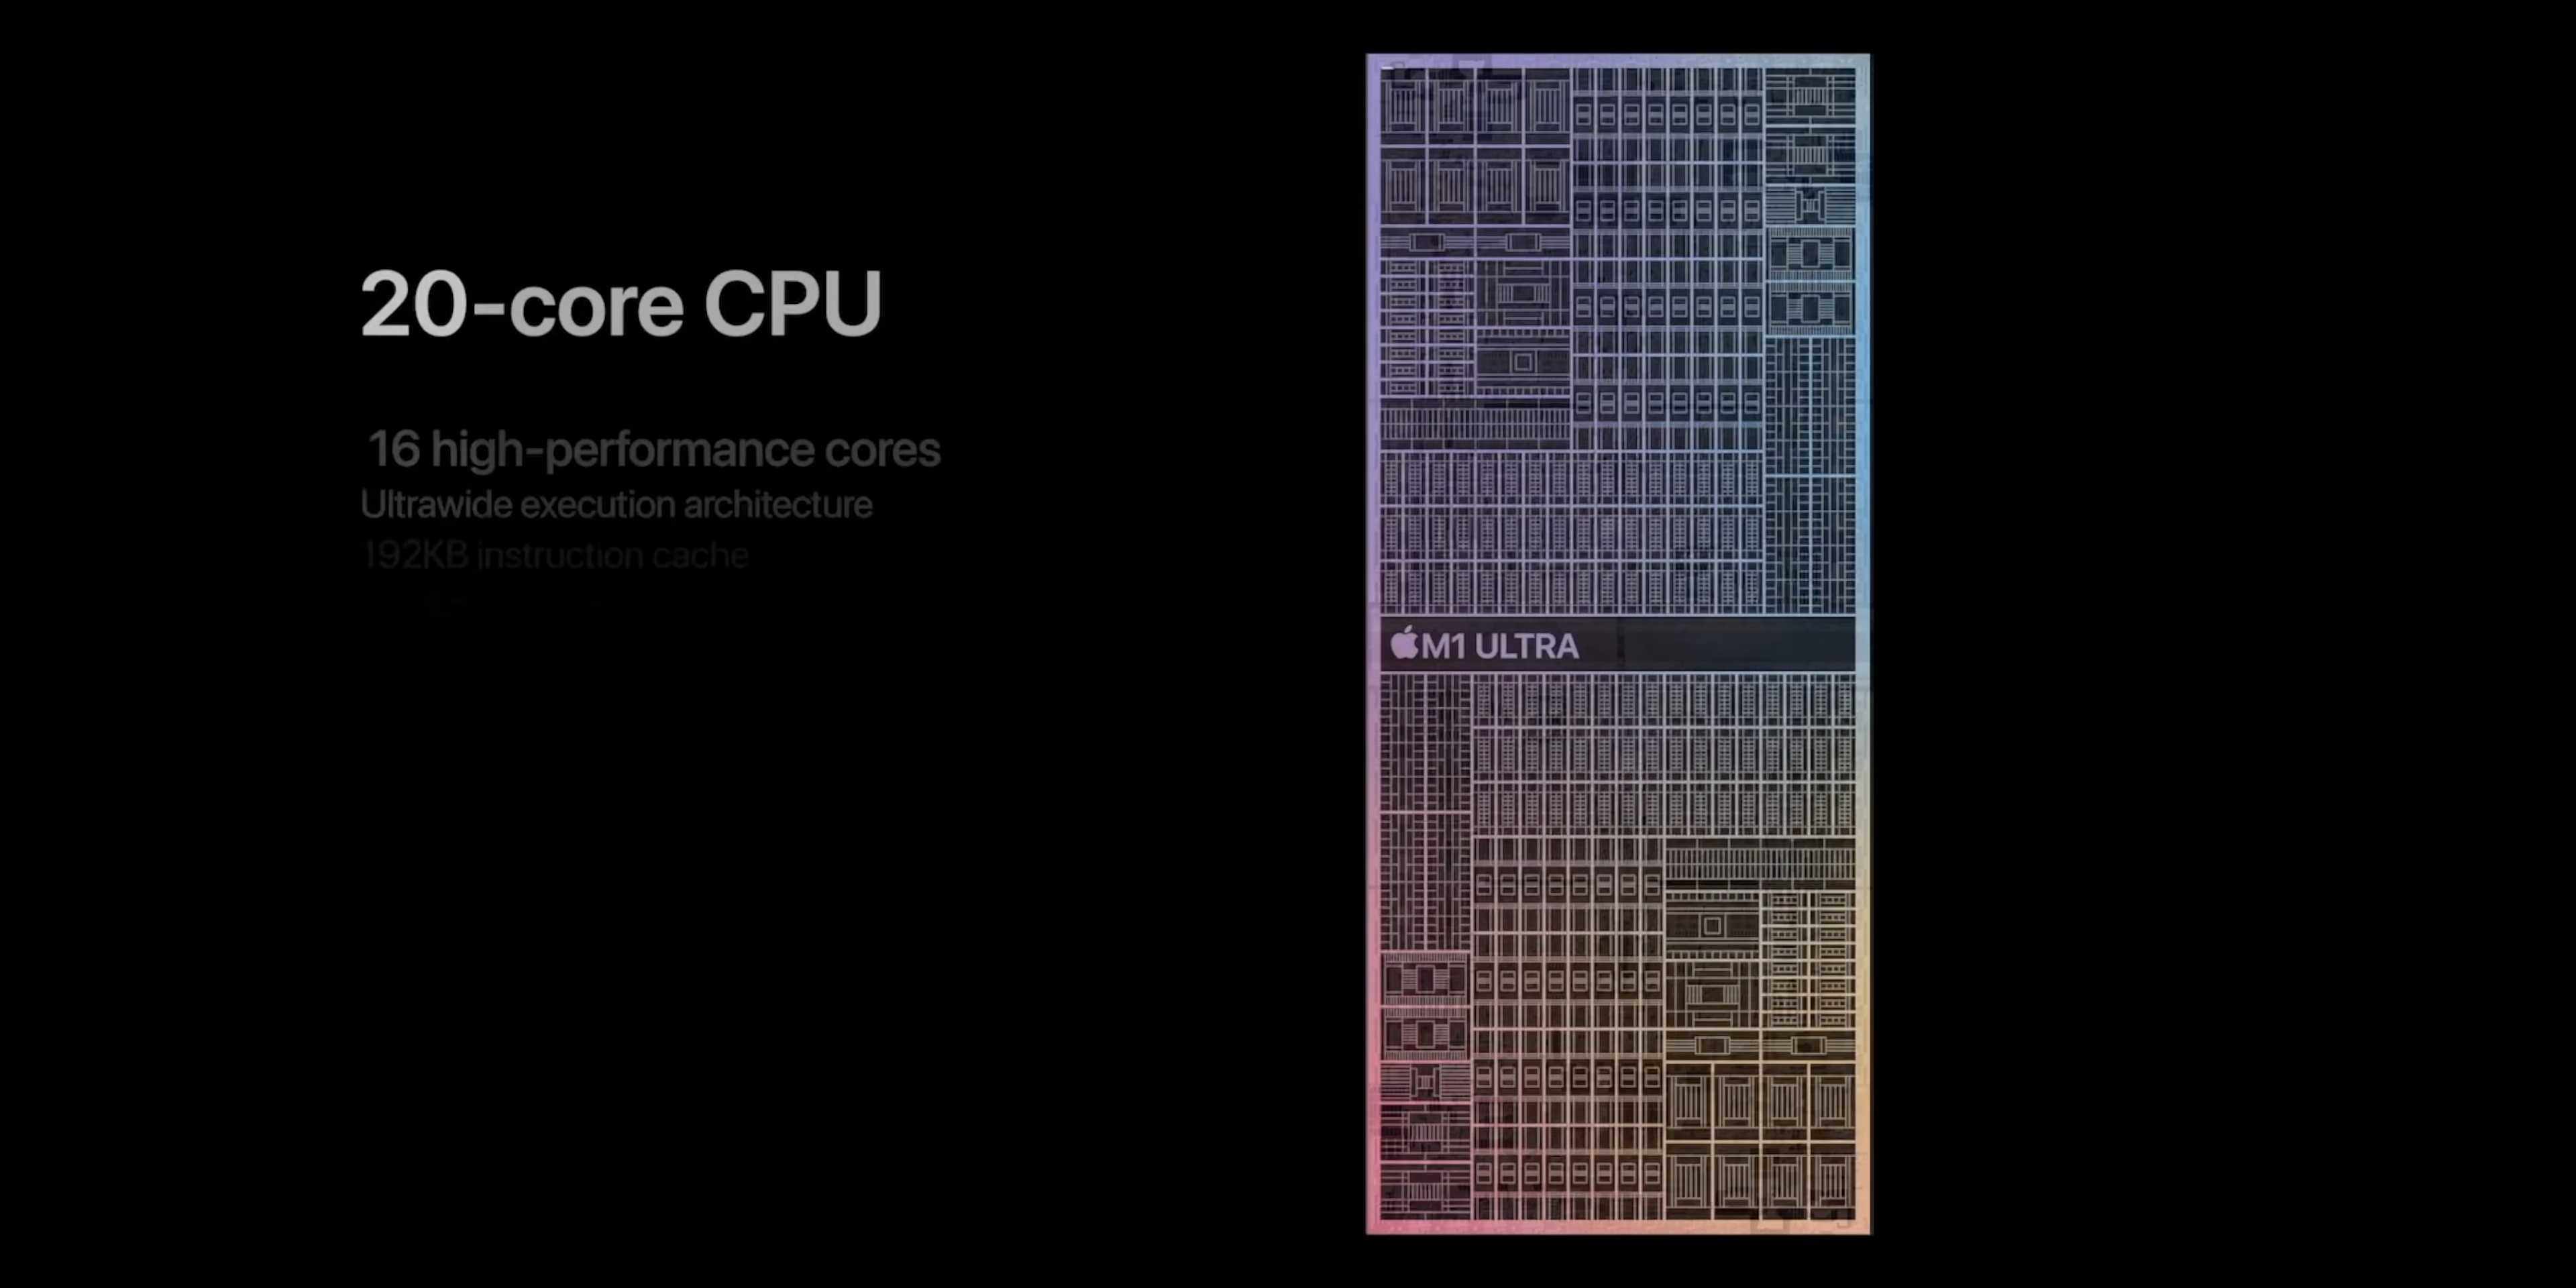 20-core CPU
16 high-performance cores
Ultrawide execution architecture
192KB instruction cache
M1 ULTRA